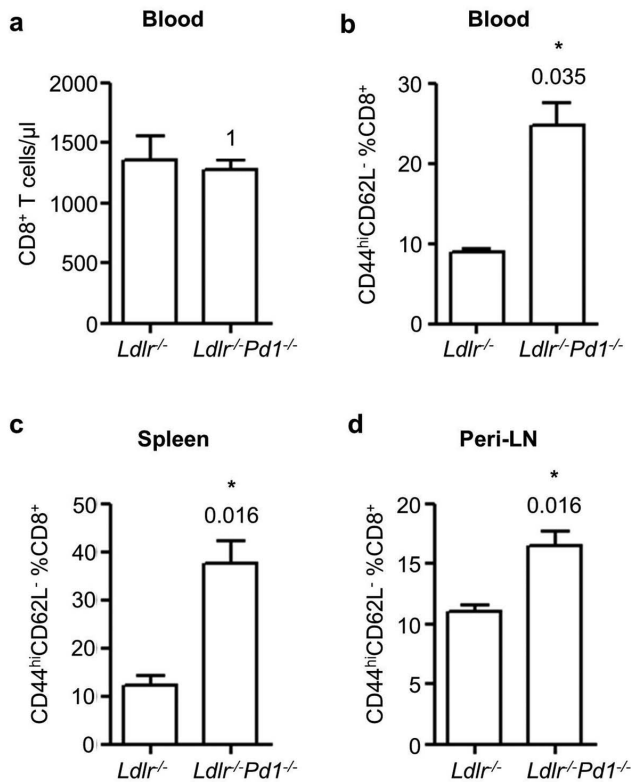 a
Blood
CD8⁺ T cells/µl
2000
1500
1000
500
0
1
Ldlr⁻/⁻
Ldlr⁻/⁻Pd1⁻/⁻
b
Blood
CD44ʰⁱCD62L⁻ %CD8⁺
30
20
10
0
*
0.035
Ldlr⁻/⁻
Ldlr⁻/⁻Pd1⁻/⁻
c
Spleen
CD44ʰⁱCD62L⁻ %CD8⁺
50
40
30
20
10
0
*
0.016
Ldlr⁻/⁻
Ldlr⁻/⁻Pd1⁻/⁻
d
Peri-LN
CD44ʰⁱCD62L⁻ %CD8⁺
20
15
10
5
0
*
0.016
Ldlr⁻/⁻
Ldlr⁻/⁻Pd1⁻/⁻